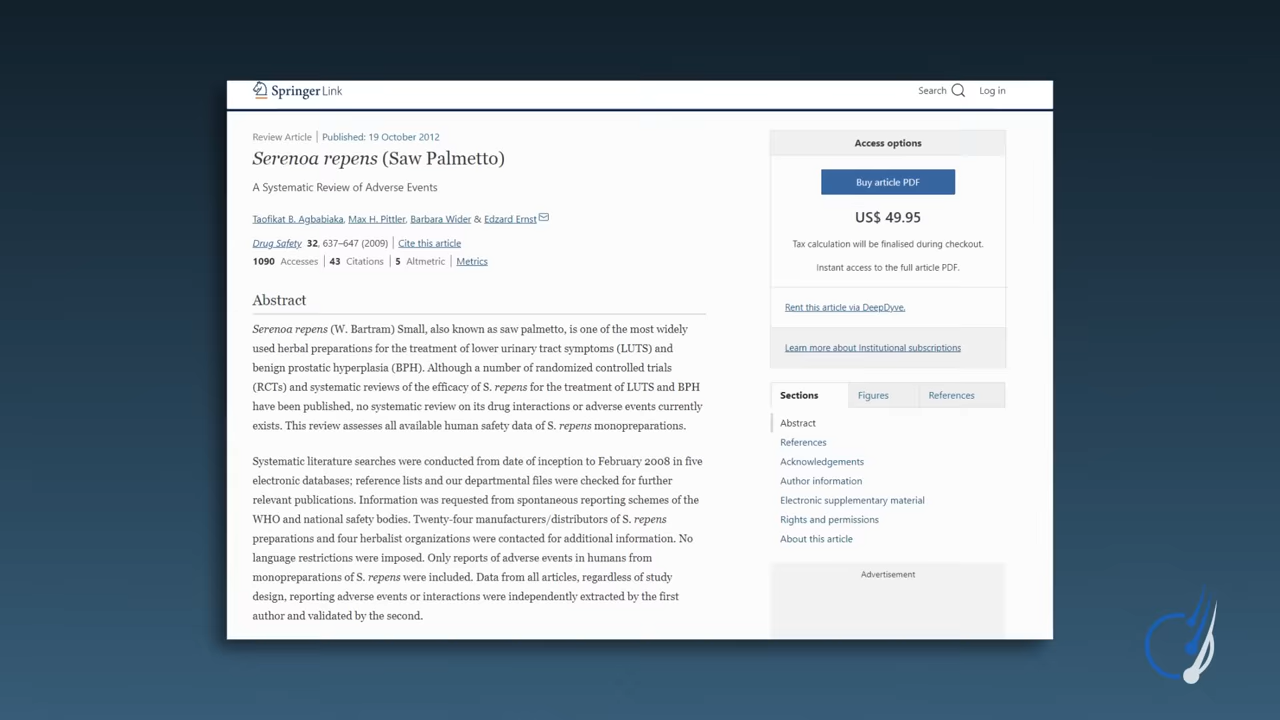 Springer Link
Search
Log in
Review Article | Published: 19 October 2012
Serenoa repens (Saw Palmetto)
A Systematic Review of Adverse Events
Taofikat B. Agbabiaka, Max H. Pittler, Barbara Wider & Edzard Ernst
Drug Safety 32, 637–647 (2009) | Cite this article
1090 Accesses | 43 Citations | 5 Altmetric | Metrics
Abstract
Serenoa repens (W. Bartram) Small, also known as saw palmetto, is one of the most widely
used herbal preparations for the treatment of lower urinary tract symptoms (LUTS) and
benign prostatic hyperplasia (BPH). Although a number of randomized controlled trials
(RCTs) and systematic reviews of the efficacy of S. repens for the treatment of LUTS and BPH
have been published, no systematic review on its drug interactions or adverse events currently
exists. This review assesses all available human safety data of S. repens monopreparations.
Systematic literature searches were conducted from date of inception to February 2008 in five
electronic databases; reference lists and our departmental files were checked for further
relevant publications. Information was requested from spontaneous reporting schemes of the
WHO and national safety bodies. Twenty-four manufacturers/distributors of S. repens
preparations and four herbalist organizations were contacted for additional information. No
language restrictions were imposed. Only reports of adverse events in humans from
monopreparations of S. repens were included. Data from all articles, regardless of study
design, reporting adverse events or interactions were independently extracted by the first
author and validated by the second.
Access options
Buy article PDF
US$ 49.95
Tax calculation will be finalised during checkout.
Instant access to the full article PDF.
Rent this article via DeepDyve.
Learn more about Institutional subscriptions
Sections
Figures
References
Abstract
References
Acknowledgements
Author information
Electronic supplementary material
Rights and permissions
About this article
Advertisement